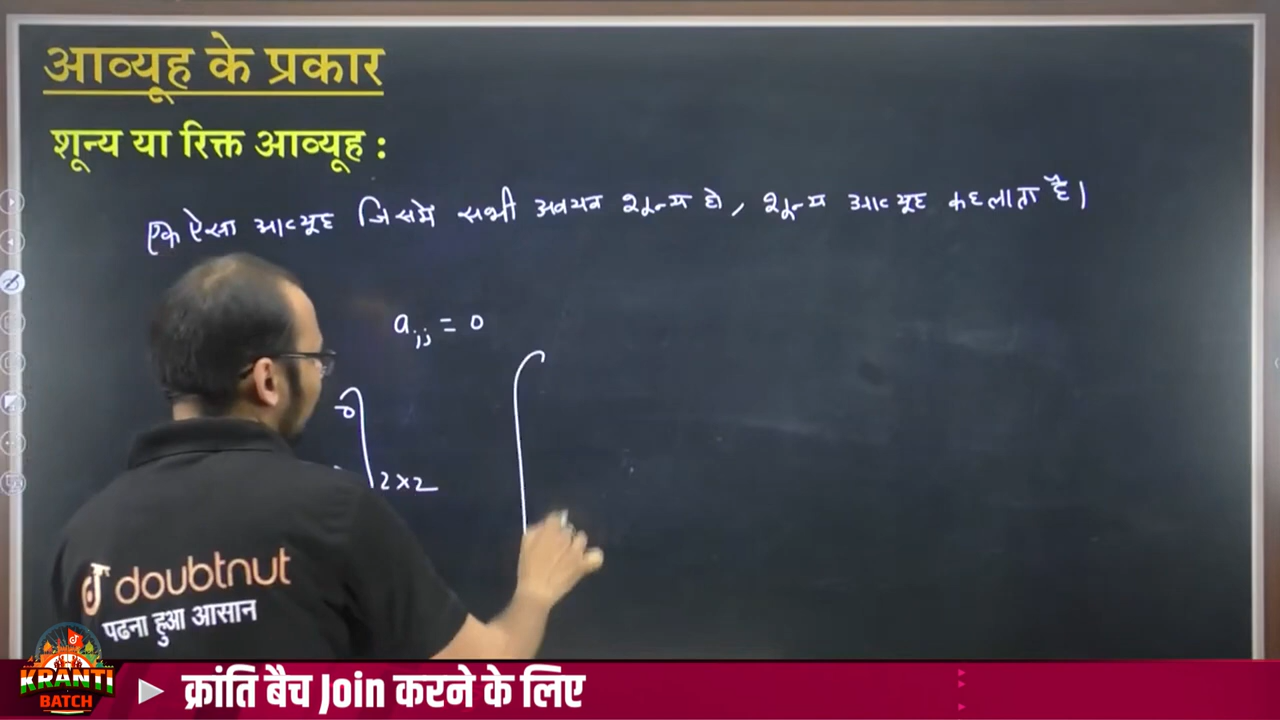 आव्यूह के प्रकार
शून्य या रिक्त आव्यूह :
एक ऐसा आव्यूह जिसमें सभी अवयव शून्य हो, शून्य आव्यूह कहलाता है।
aij = 0
0
2×2
doubtnut
पढना हुआ आसान
KRANTI
BATCH
क्रांति बैच Join करने के लिए